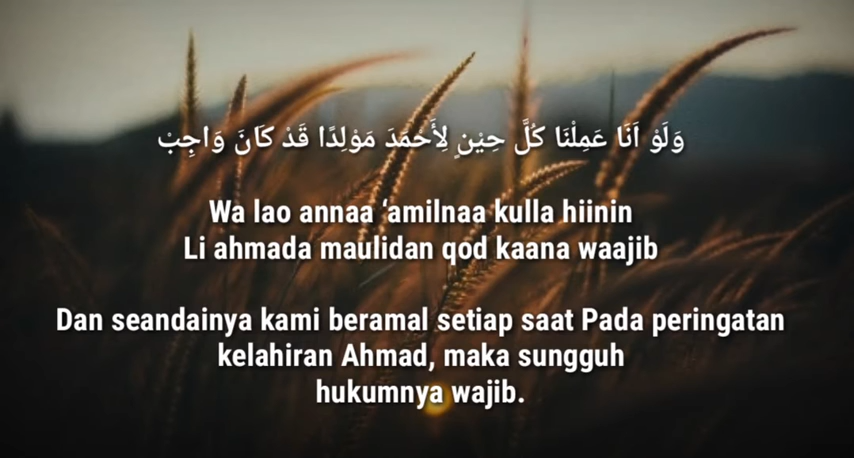 وَلَوْ اَنَّا عَمِلْنَا كُلَّ حِيْنٍ لِأَحْمَدَ مَوْلِدًا قَدْ كَانَ وَاجِبْ
Wa lao annaa ‘amilnaa kulla hiinin
Li ahmada maulidan qod kaana waajib
Dan seandainya kami beramal setiap saat Pada peringatan
kelahiran Ahmad, maka sungguh
hukumnya wajib.